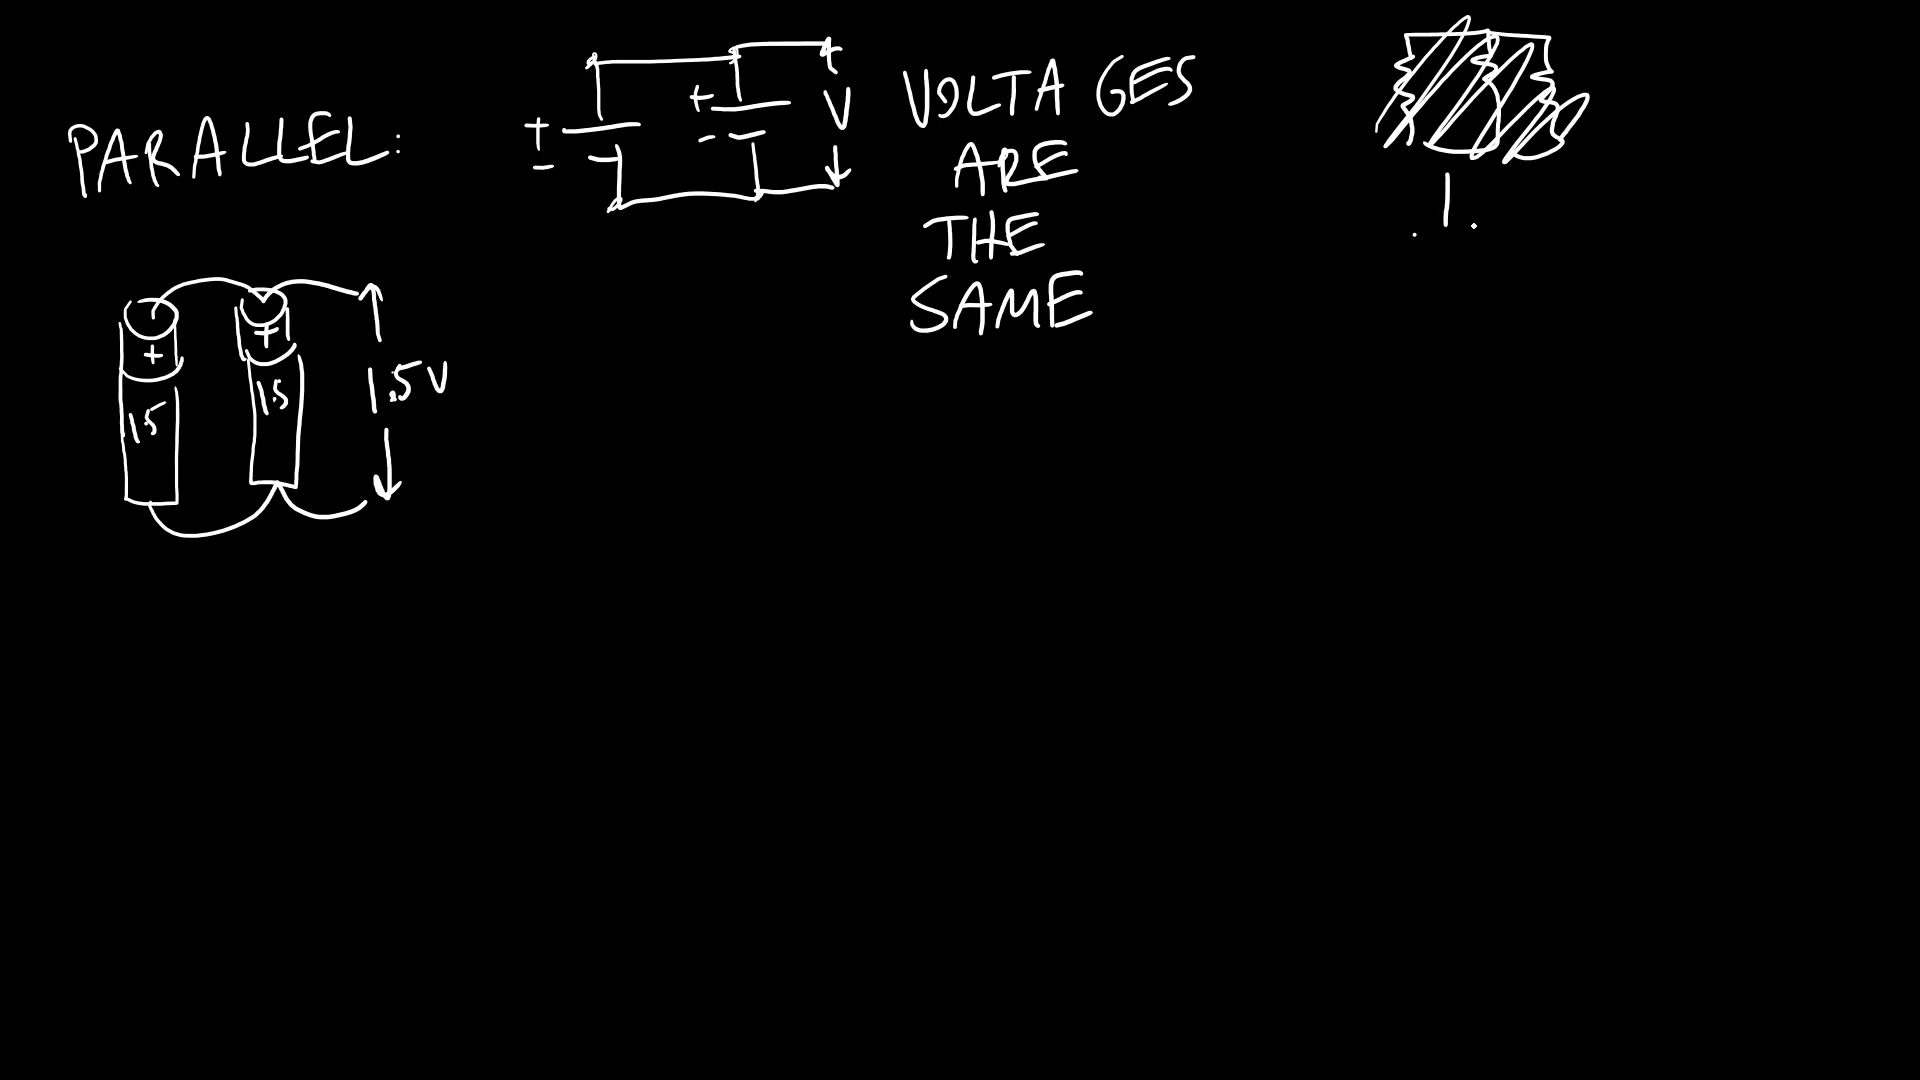 PARALLEL:
+
-
+
-
V
VOLTAGES
ARE
THE
SAME
+
1.5
+
1.5
1.5V